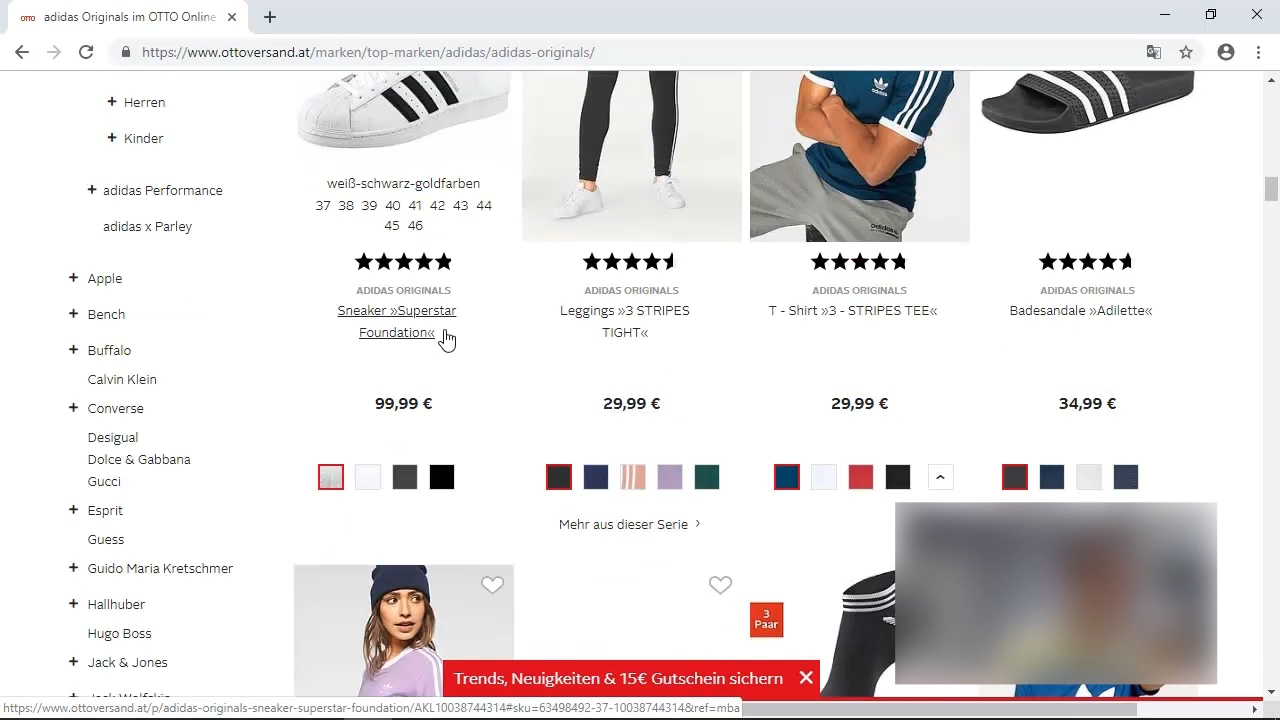 OTTO adidas Originals im OTTO Online
https://www.ottoversand.at/marken/top-marken/adidas/adidas-originals/
+ Herren
+ Kinder
+ adidas Performance
adidas x Parley
+ Apple
+ Bench
+ Buffalo
Calvin Klein
+ Converse
Desigual
Dolce & Gabbana
Gucci
+ Esprit
Guess
+ Guido Maria Kretschmer
+ Hallhuber
Hugo Boss
+ Jack & Jones
Jack Wolfskin
weiß-schwarz-goldfarben
37 38 39 40 41 42 43 44
45 46
ADIDAS ORIGINALS
Sneaker »Superstar
Foundation«
99,99 €
ADIDAS ORIGINALS
Leggings »3 STRIPES
TIGHT«
29,99 €
Mehr aus dieser Serie ›
adidas
adidas
ADIDAS ORIGINALS
T - Shirt »3 - STRIPES TEE«
29,99 €
ADIDAS ORIGINALS
Badesandale »Adilette«
34,99 €
3
Paar
Trends, Neuigkeiten & 15€ Gutschein sichern
https://www.ottoversand.at/p/adidas-originals-sneaker-superstar-foundation/AKL10038744314#sku=63498492-37-10038744314&ref=mba